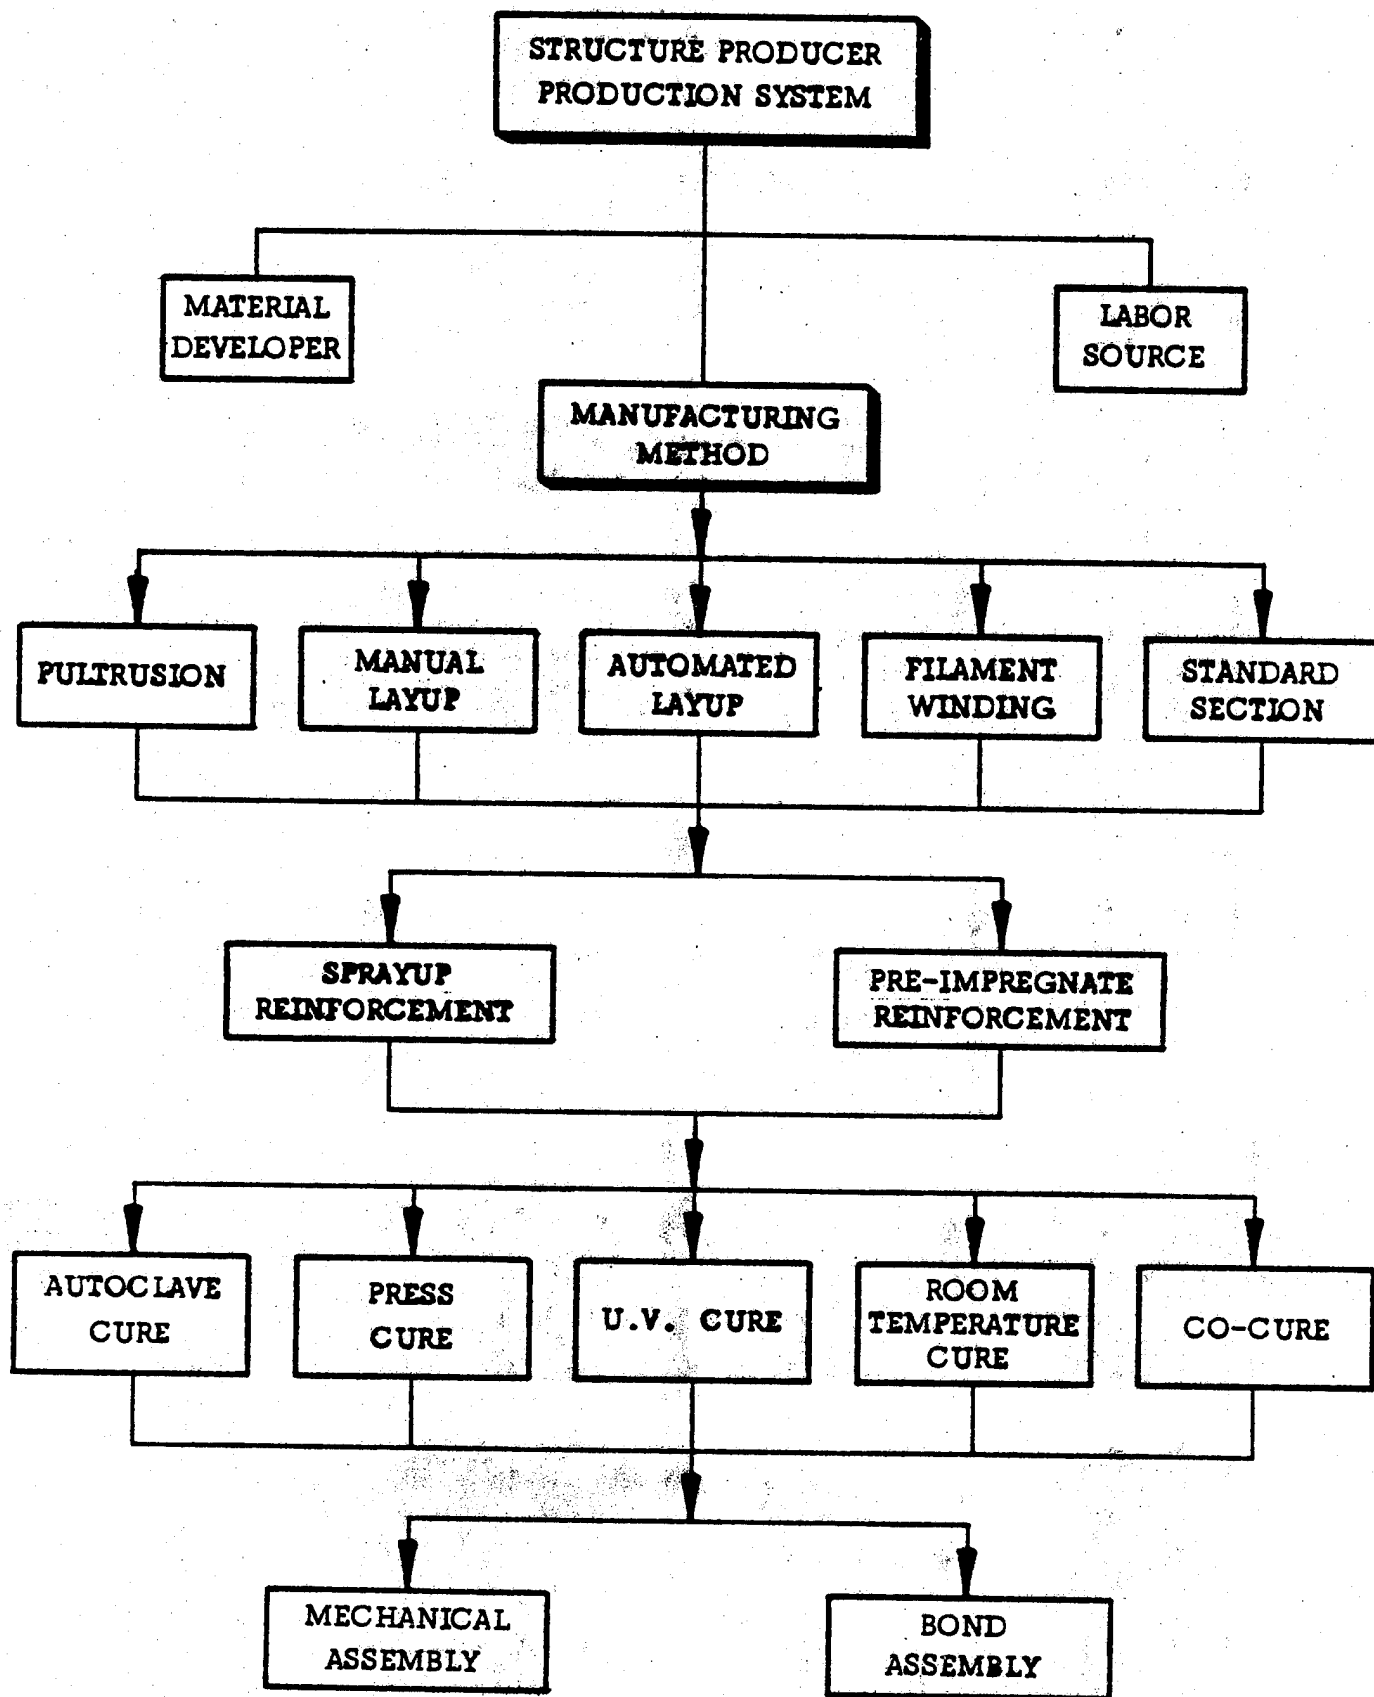 STRUCTURE PRODUCER
PRODUCTION SYSTEM
MATERIAL
DEVELOPER
LABOR
SOURCE
MANUFACTURING
METHOD
PULTRUSION
MANUAL
LAYUP
AUTOMATED
LAYUP
FILAMENT
WINDING
STANDARD
SECTION
SPRAYUP
REINFORCEMENT
PRE-IMPREGNATE
REINFORCEMENT
AUTOCLAVE
CURE
PRESS
CURE
U.V. CURE
ROOM
TEMPERATURE
CURE
CO-CURE
MECHANICAL
ASSEMBLY
BOND
ASSEMBLY